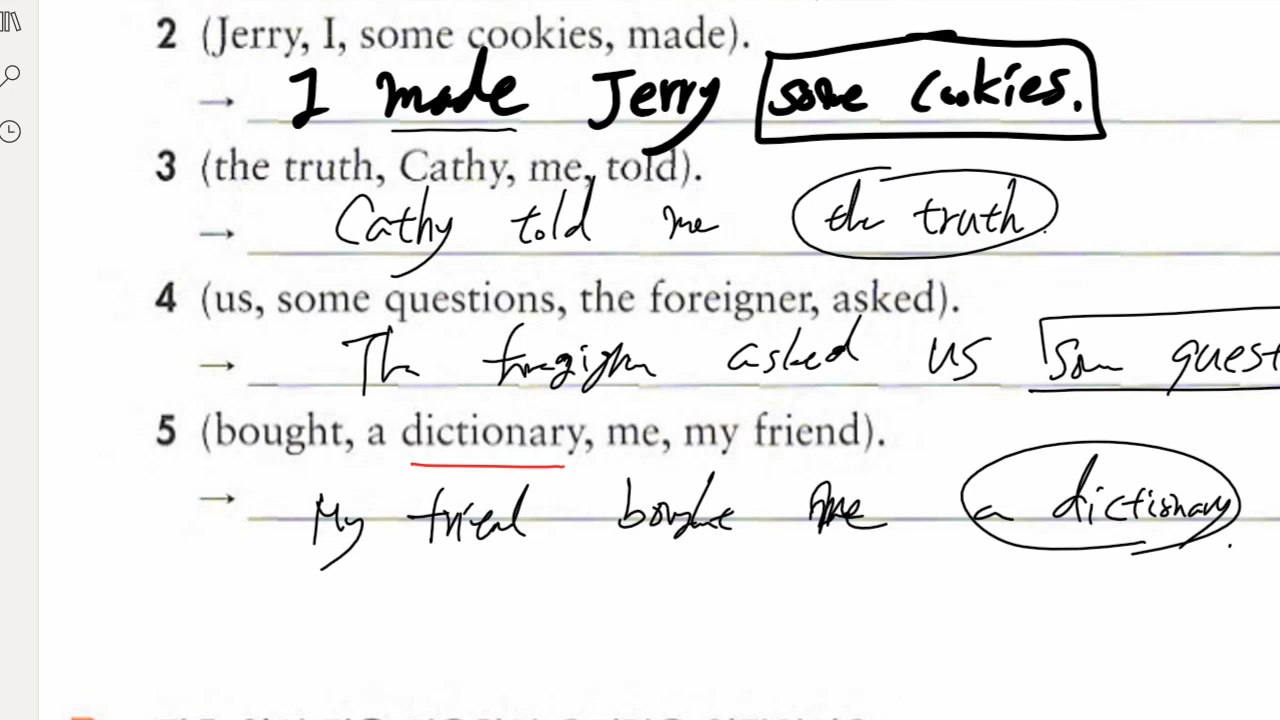 2 (Jerry, I, some cookies, made).
→ I made Jerry some cookies.
3 (the truth, Cathy, me, told).
→ Cathy told me the truth.
4 (us, some questions, the foreigner, asked).
→ The foreigner asked us some quest
5 (bought, a dictionary, me, my friend).
→ My friend bought me a dictionary.